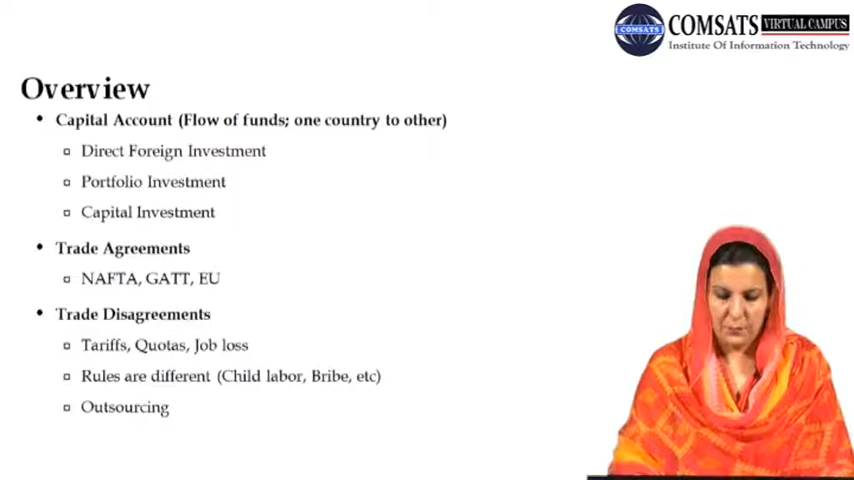 COMSATS
COMSATS VIRTUAL CAMPUS
Institute Of Information Technology
Overview
• Capital Account (Flow of funds; one country to other)
▫ Direct Foreign Investment
▫ Portfolio Investment
▫ Capital Investment
• Trade Agreements
▫ NAFTA, GATT, EU
• Trade Disagreements
▫ Tariffs, Quotas, Job loss
▫ Rules are different (Child labor, Bribe, etc)
▫ Outsourcing